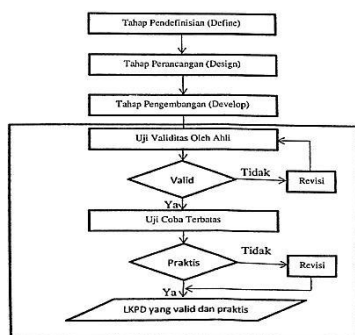 Tahap Pendefinisian (Define)
Tahap Perancangan (Design)
Tahap Pengembangan (Develop)
Uji Validitas Oleh Ahli
Valid
Tidak
Revisi
Ya
Uji Coba Terbatas
Praktis
Tidak
Revisi
Ya
LKPD yang valid dan praktis